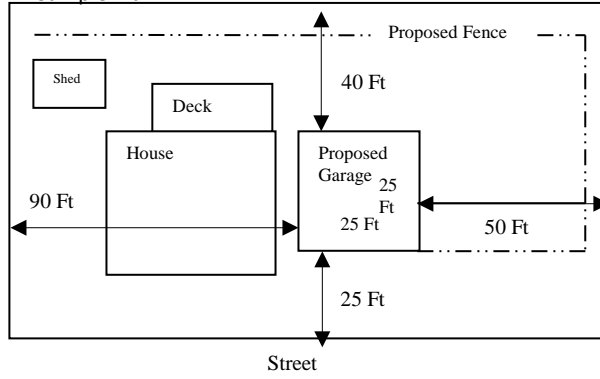 Proposed Fence
Shed
40 Ft
Deck
House
Proposed
Garage
25
Ft
25 Ft
90 Ft
50 Ft
25 Ft
Street